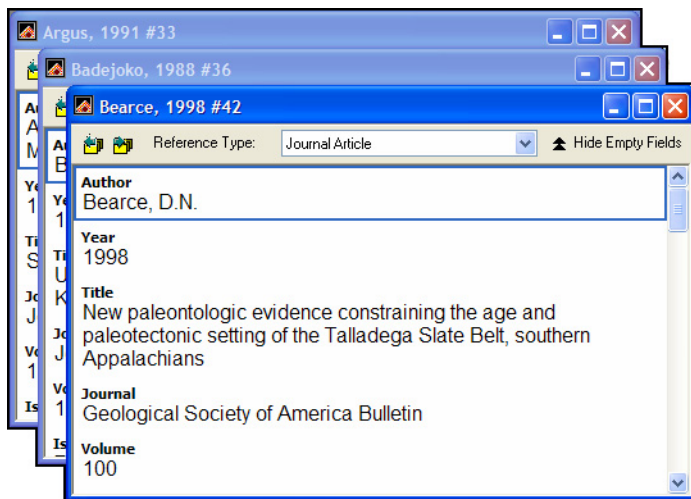 Argus, 1991 #33
Badejoko, 1988 #36
Bearce, 1998 #42
Reference Type: Journal Article Hide Empty Fields
Author
Bearce, D.N.
Year
1998
Title
New paleontologic evidence constraining the age and
paleotectonic setting of the Talladega Slate Belt, southern
Appalachians
Journal
Geological Society of America Bulletin
Volume
100